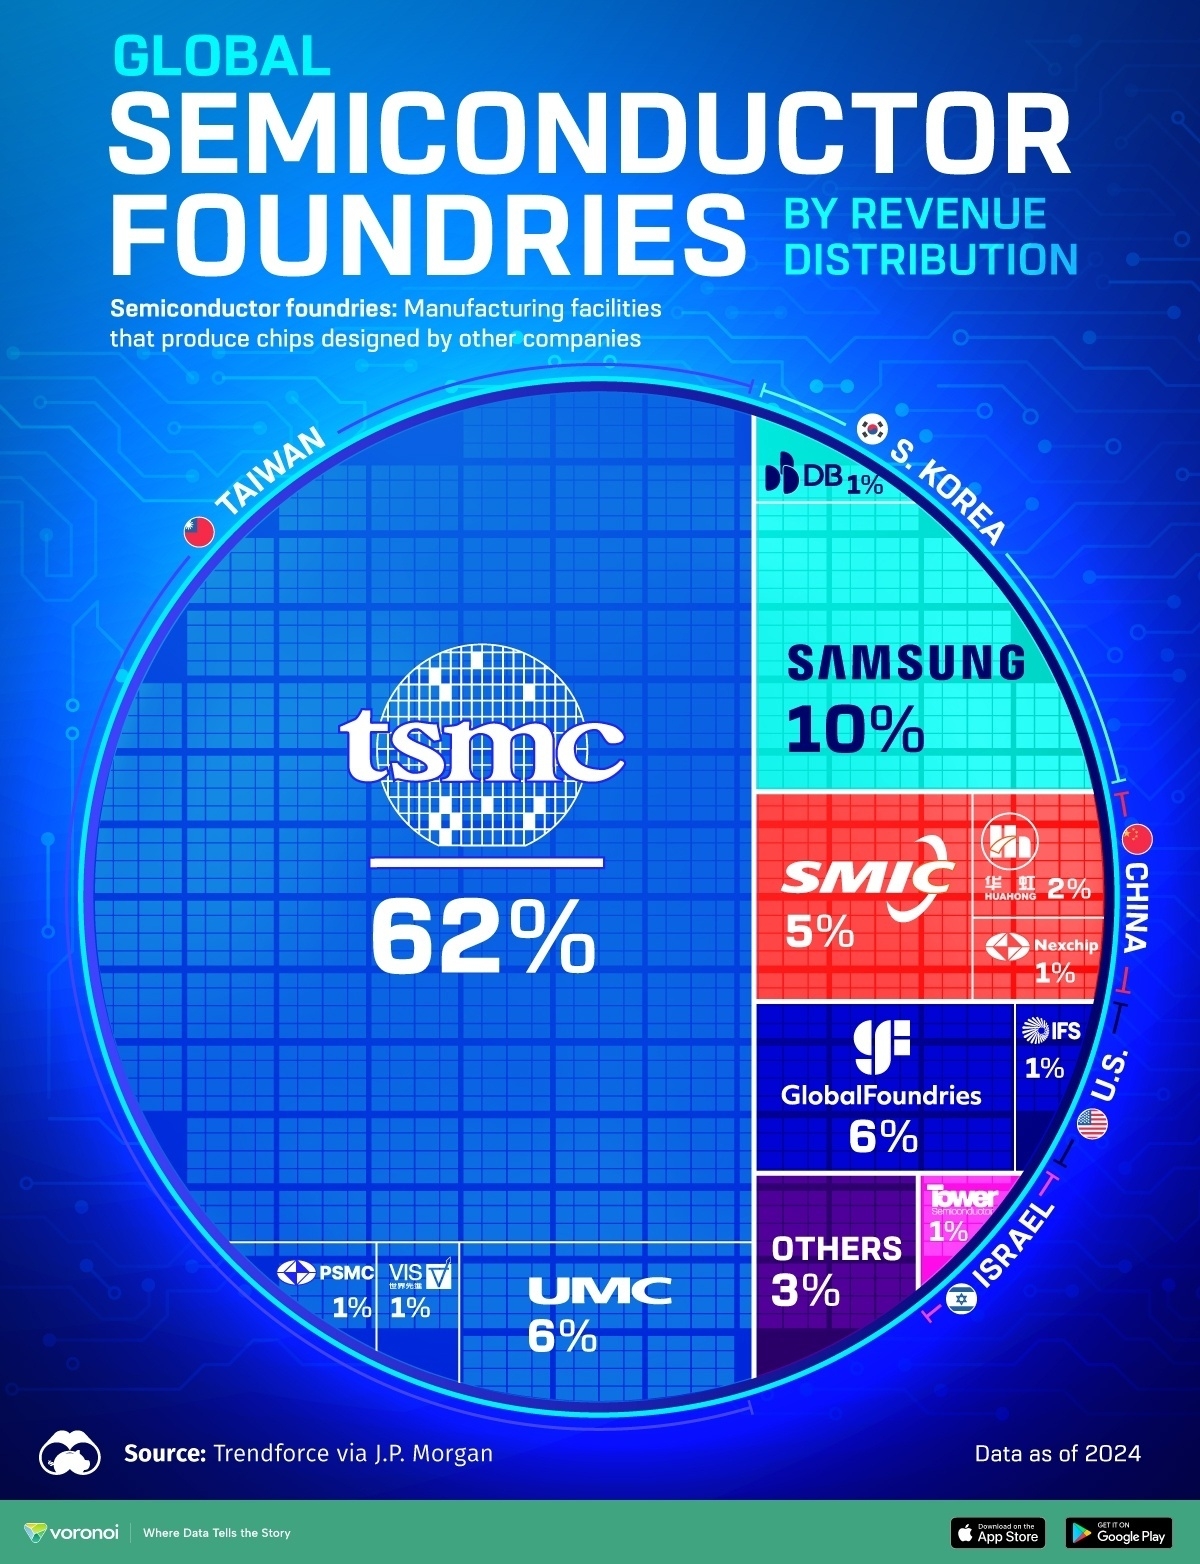 GLOBAL
SEMICONDUCTOR
FOUNDRIES
BY REVENUE
DISTRIBUTION
Semiconductor foundries: Manufacturing facilities
that produce chips designed by other companies
TAIWAN
S. KOREA
DB 1%
SAMSUNG
10%
tsmc
62%
SMIC
5%
华虹
HUAHONG 2%
Nexchip
1%
CHINA
GlobalFoundries
6%
IFS
1%
U.S.
OTHERS
3%
Tower
Semiconductor
1%
ISRAEL
PSMC
1%
VIS
世界先進
1%
UMC
6%
Source: Trendforce via J.P. Morgan
Data as of 2024
voronoi
Where Data Tells the Story
Download on the
App Store
GET IT ON
Google Play